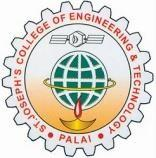 ST.JOSEPH'S COLLEGE OF ENGINEERING & TECHNOLOGY
• PALAI •